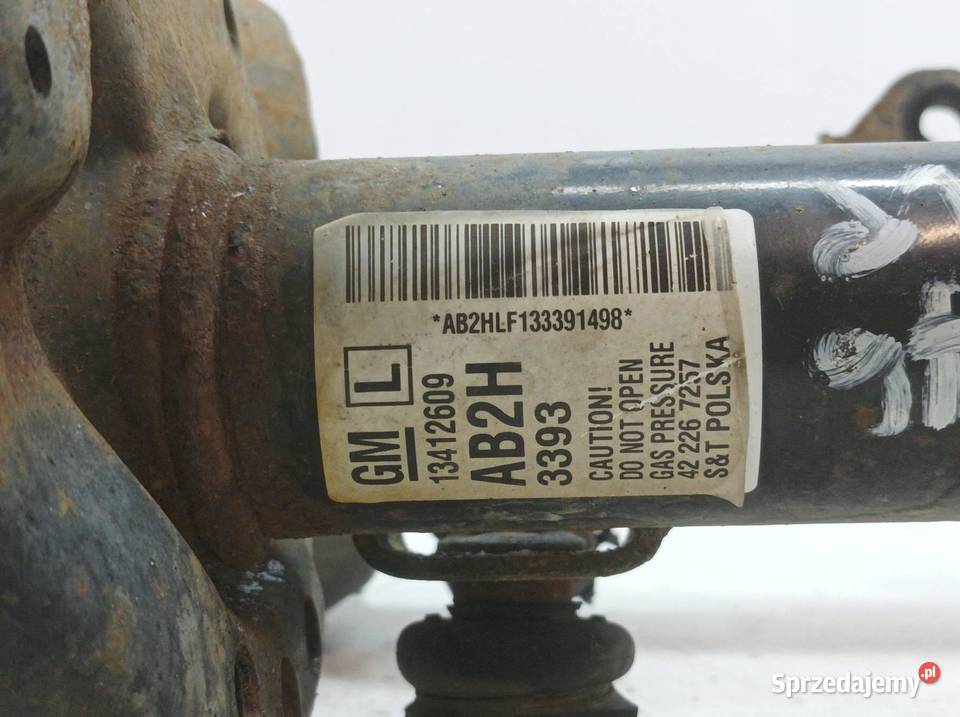 *AB2HLF133391498*
GM L
13412609
AB2H
3393
CAUTION!
DO NOT OPEN
GAS PRESSURE
42 226 7257
S&T POLSKA
Sprzedajemy.pl